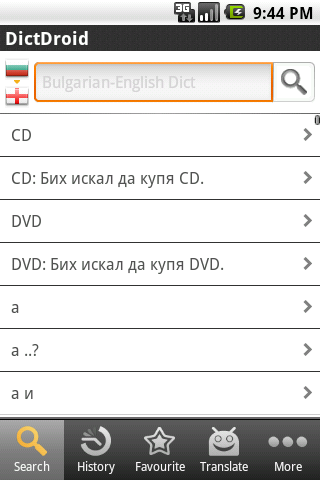 3G 9:44 PM
DictDroid
Bulgarian-English Dict
CD
CD: Бих искал да купя CD.
DVD
DVD: Бих искал да купя DVD.
а
а ..?
а и
Search History Favourite Translate More